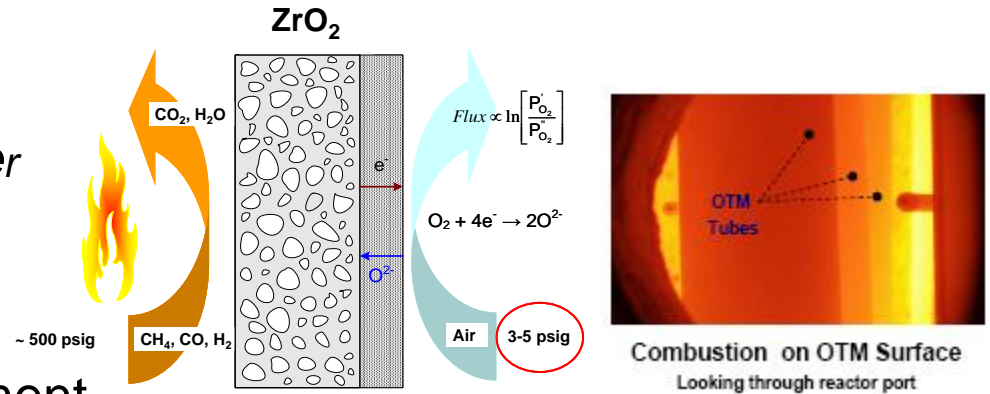 ZrO₂
er
CO₂, H₂O
Flux ∝ ln[P'O₂/P"O₂]
e⁻
O₂ + 4e⁻ → 2O²⁻
O²⁻
~ 500 psig
CH₄, CO, H₂
Air
3-5 psig
OTM
Tubes
Combustion on OTM Surface
Looking through reactor port